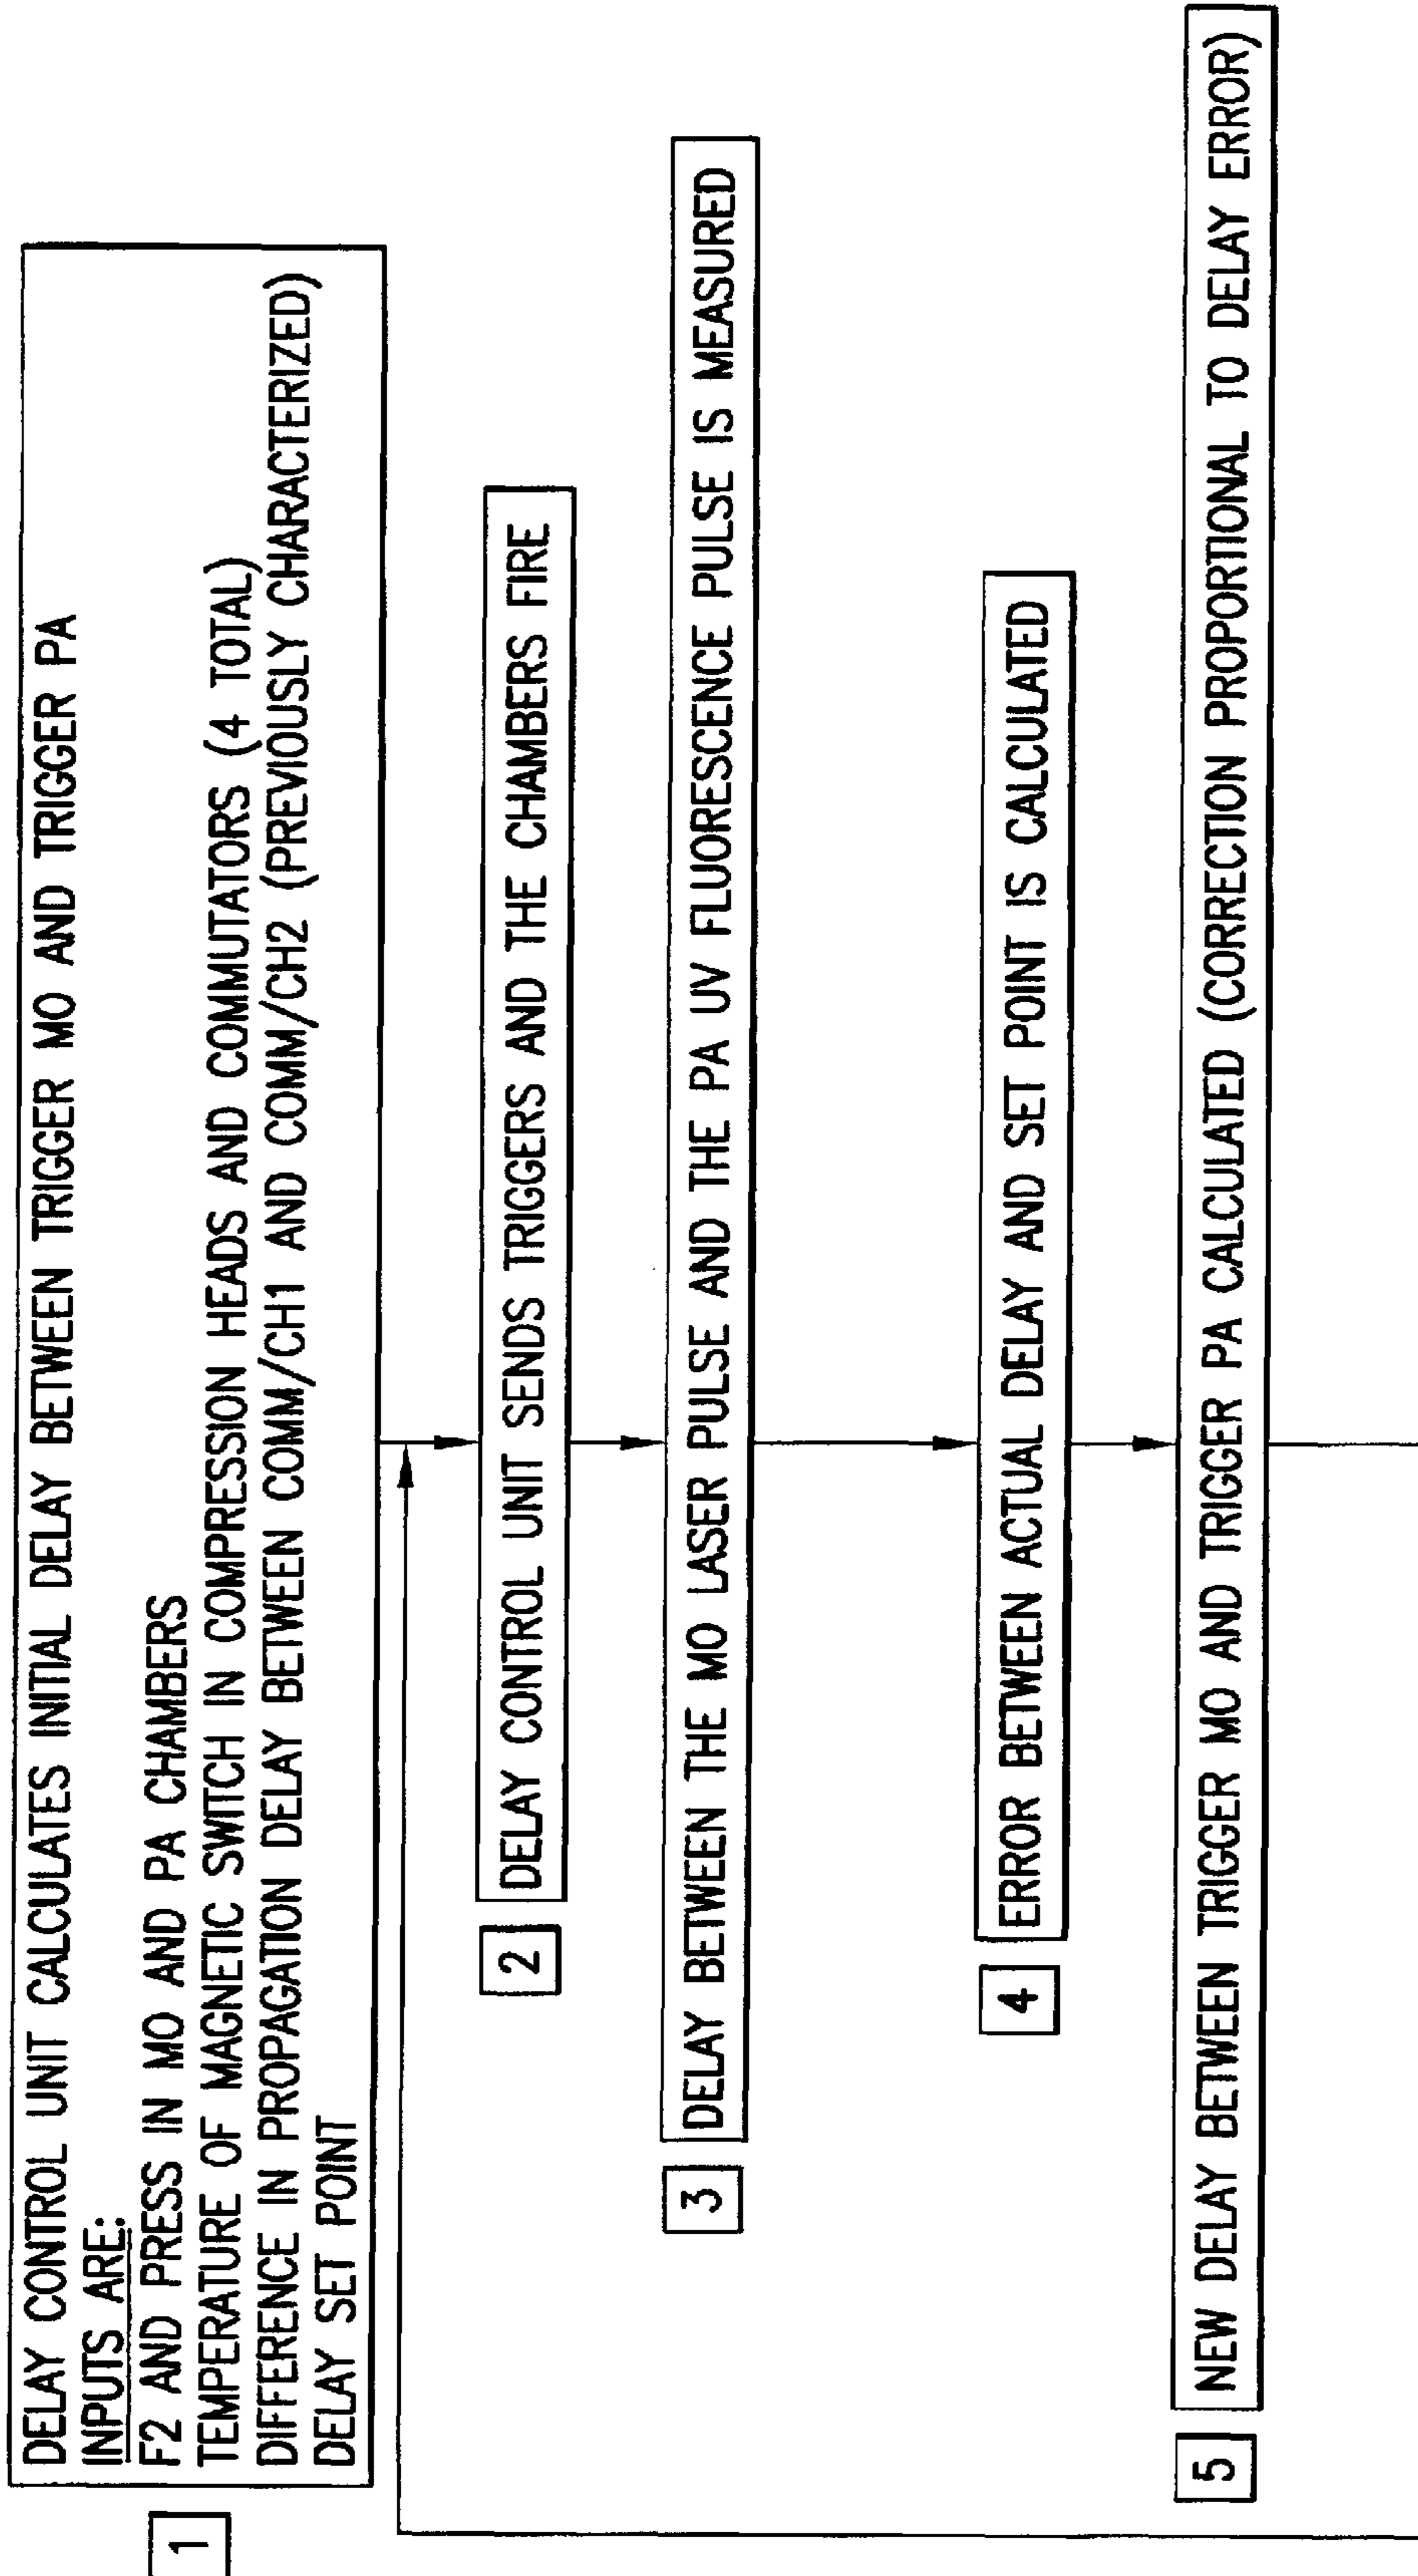 1
DELAY CONTROL UNIT CALCULATES INITIAL DELAY BETWEEN TRIGGER MO AND TRIGGER PA
INPUTS ARE:
F2 AND PRESS IN MO AND PA CHAMBERS
TEMPERATURE OF MAGNETIC SWITCH IN COMPRESSION HEADS AND COMMUTATORS (4 TOTAL)
DIFFERENCE IN PROPAGATION DELAY BETWEEN COMM/CH1 AND COMM/CH2 (PREVIOUSLY CHARACTERIZED)
DELAY SET POINT
2
DELAY CONTROL UNIT SENDS TRIGGERS AND THE CHAMBERS FIRE
3
DELAY BETWEEN THE MO LASER PULSE AND THE PA UV FLUORESCENCE PULSE IS MEASURED
4
ERROR BETWEEN ACTUAL DELAY AND SET POINT IS CALCULATED
5
NEW DELAY BETWEEN TRIGGER MO AND TRIGGER PA CALCULATED (CORRECTION PROPORTIONAL TO DELAY ERROR)